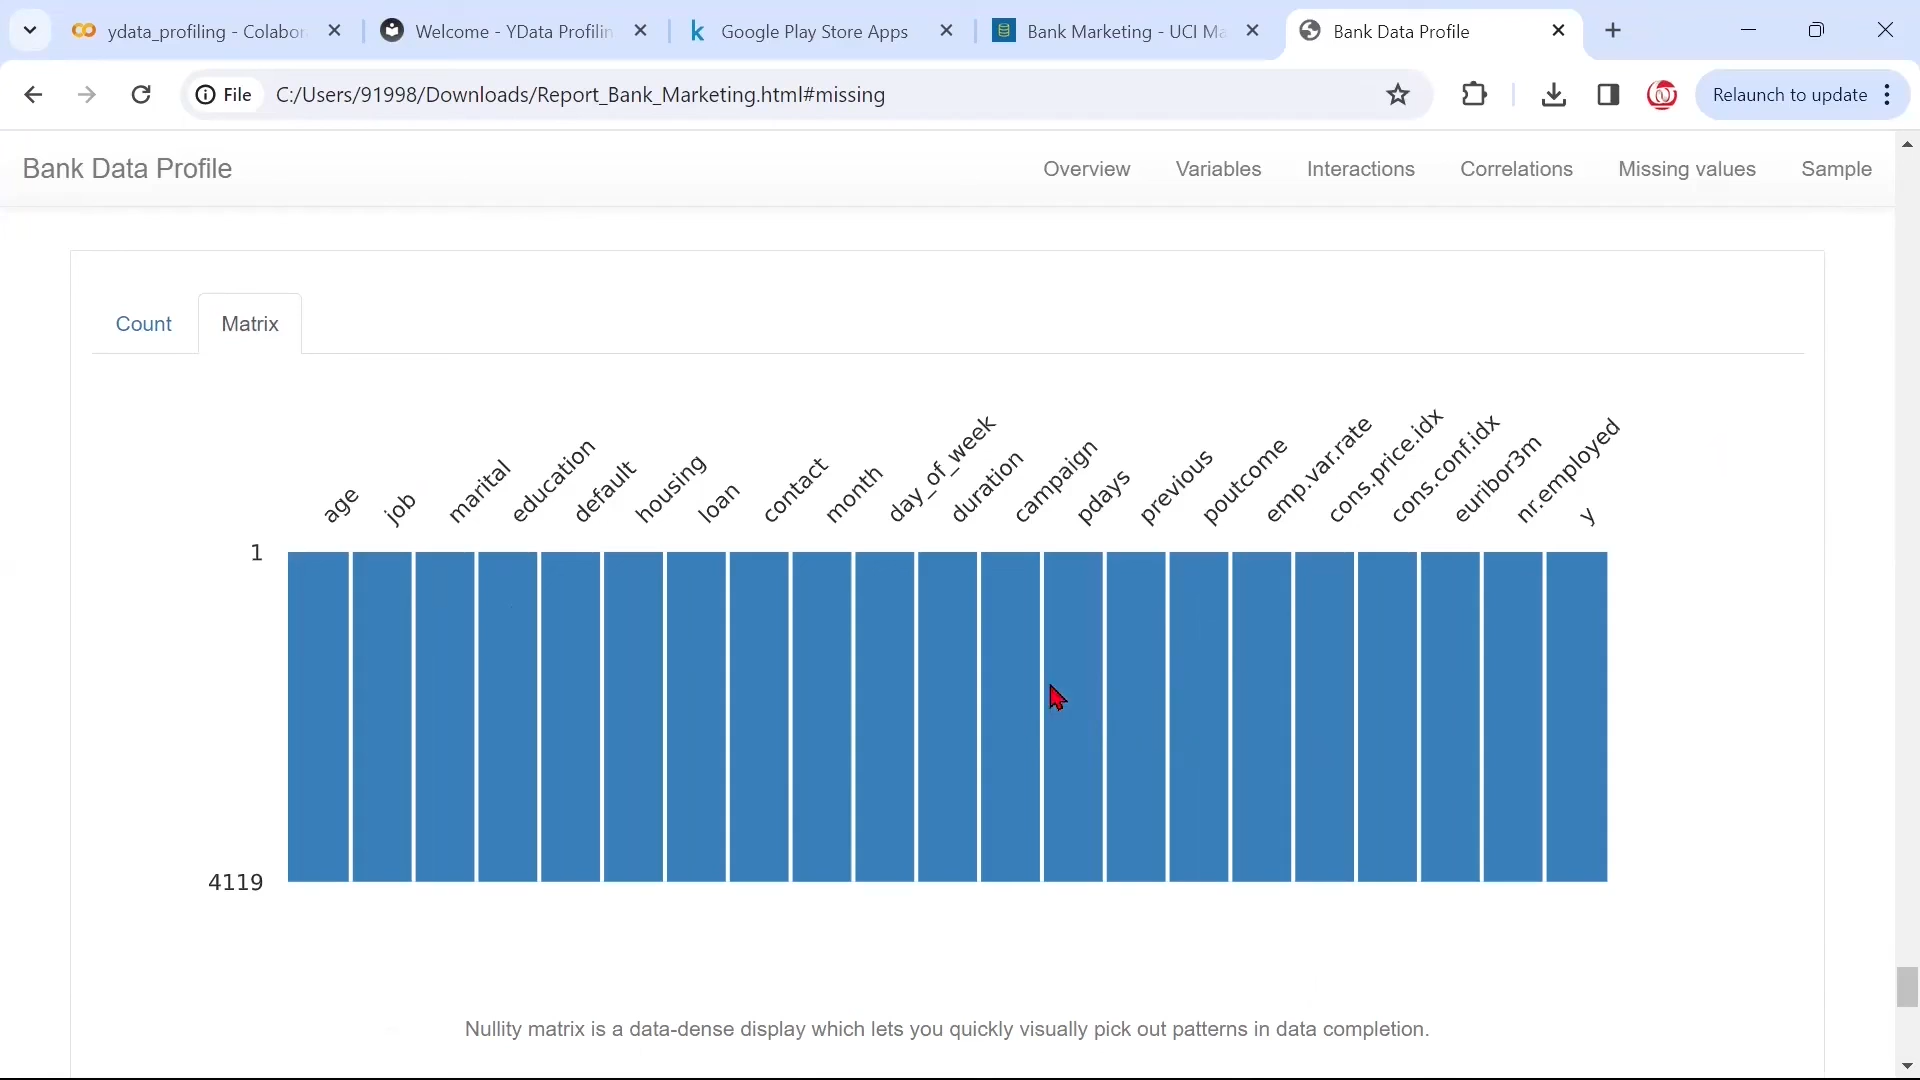 ydata_profiling - Colabor
Welcome - YData Profilin
Google Play Store Apps
Bank Marketing - UCI Ma
Bank Data Profile
File
C:/Users/91998/Downloads/Report_Bank_Marketing.html#missing
Relaunch to update
Bank Data Profile
Overview
Variables
Interactions
Correlations
Missing values
Sample
Count
Matrix
age
job
marital
education
default
housing
loan
contact
month
day_of_week
duration
campaign
pdays
previous
poutcome
emp.var.rate
cons.price.idx
cons.conf.idx
euribor3m
nr.employed
y
1
4119
Nullity matrix is a data-dense display which lets you quickly visually pick out patterns in data completion.